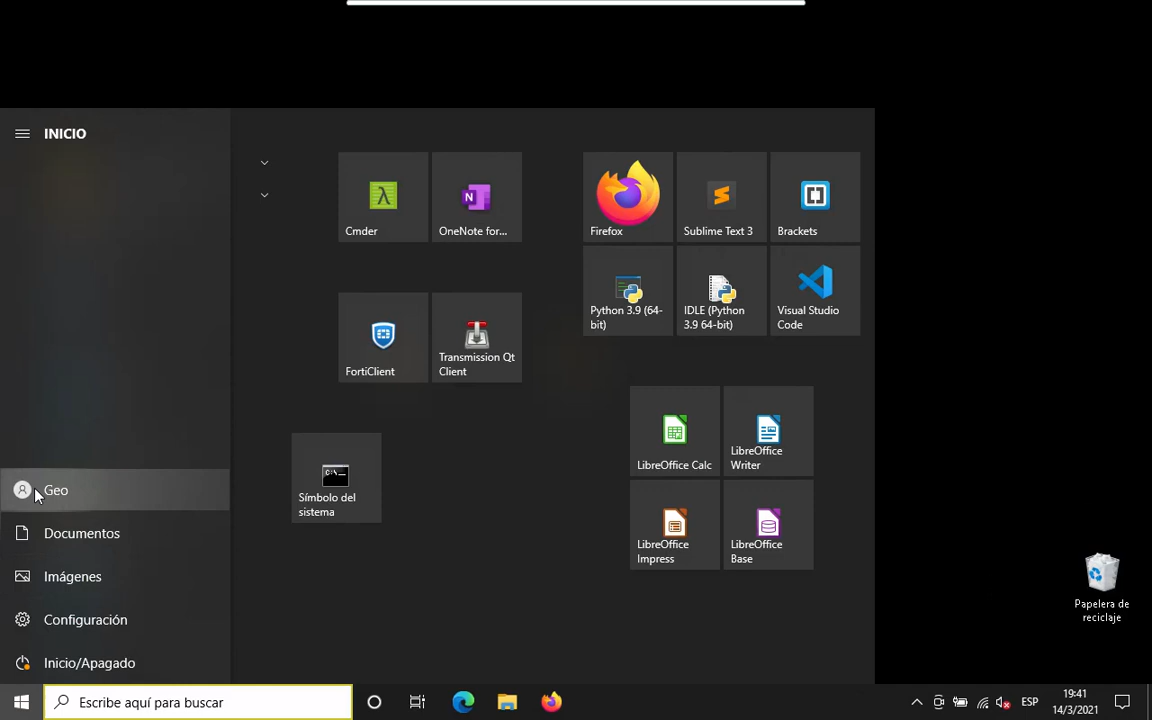 INICIO
Cmder
OneNote for...
Firefox
Sublime Text 3
Brackets
Python 3.9 (64-
bit)
IDLE (Python
3.9 64-bit)
Visual Studio
Code
FortiClient
Transmission Qt
Client
LibreOffice Calc
LibreOffice
Writer
Símbolo del
sistema
LibreOffice
Impress
LibreOffice
Base
Geo
Documentos
Imágenes
Configuración
Inicio/Apagado
Papelera de
reciclaje
Escribe aquí para buscar
ESP
19:41
14/3/2021